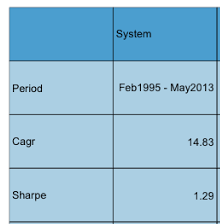 System
Period Feb1995 - May2013
Cagr 14.83
Sharpe 1.29